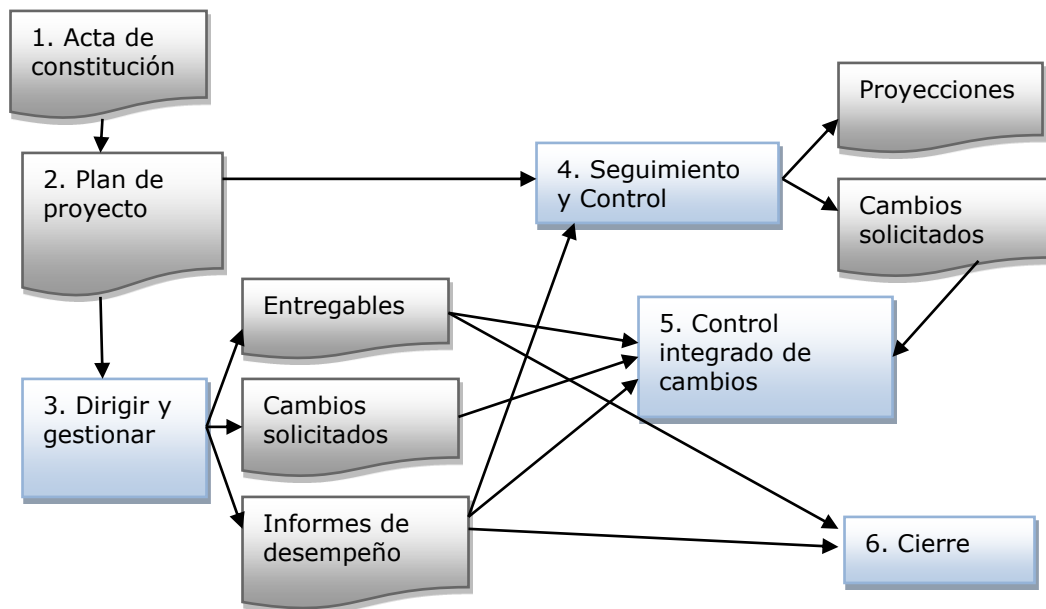 1. Acta de
constitución
2. Plan de
proyecto
3. Dirigir y
gestionar
Entregables
Cambios
solicitados
Informes de
desempeño
4. Seguimiento
y Control
Proyecciones
Cambios
solicitados
5. Control
integrado de
cambios
6. Cierre